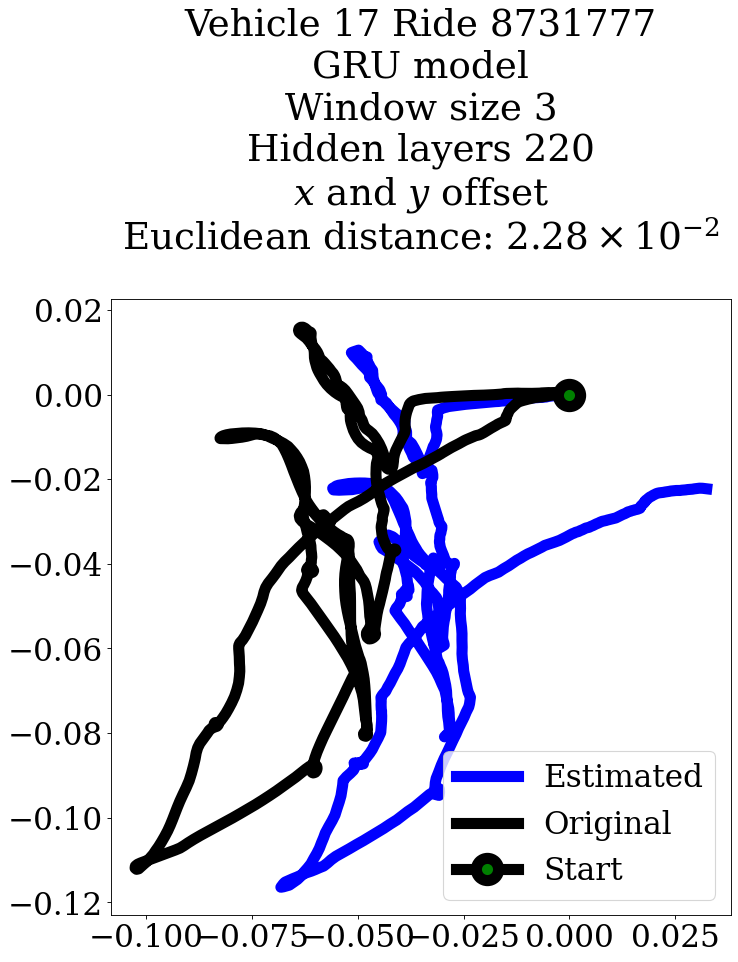 Vehicle 17 Ride 8731777
GRU model
Window size 3
Hidden layers 220
x and y offset
Euclidean distance: 2.28 × 10⁻²
0.02
0.00
−0.02
−0.04
−0.06
−0.08
−0.10
−0.12
Estimated
Original
Start
−0.100 −0.075 −0.050 −0.025 0.000 0.025